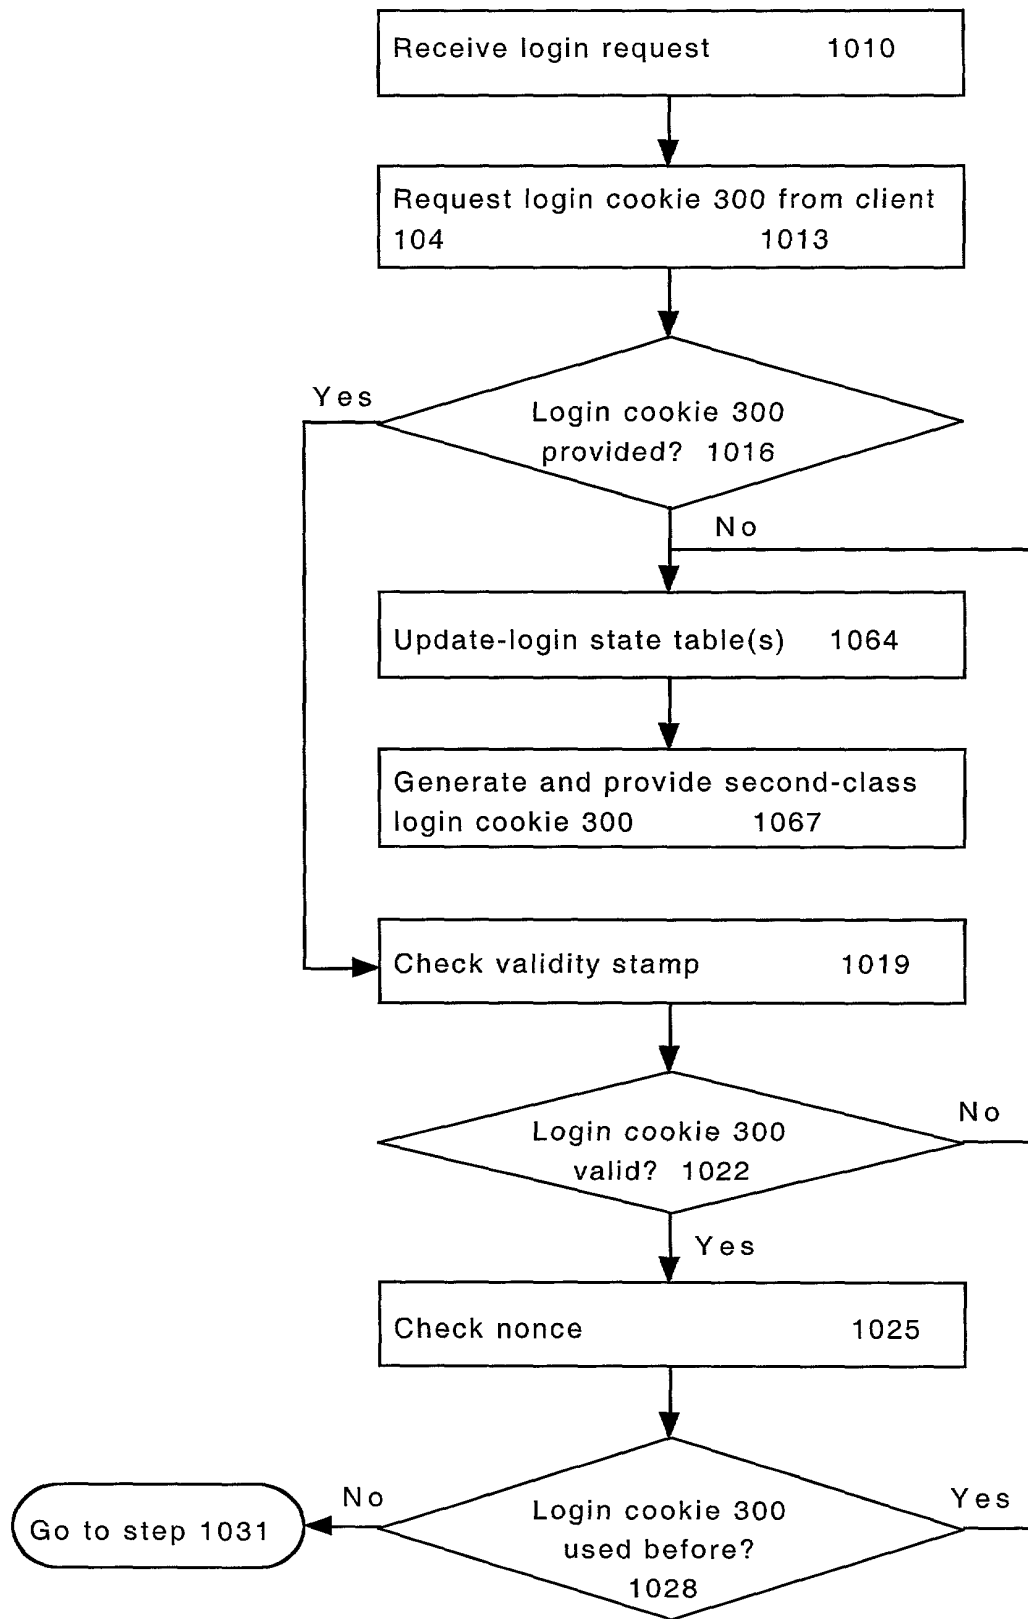 Receive login request 1010
Request login cookie 300 from client
104 1013
Yes
Login cookie 300
provided? 1016
No
Update-login state table(s) 1064
Generate and provide second-class
login cookie 300 1067
Check validity stamp 1019
Login cookie 300
valid? 1022
No
Yes
Check nonce 1025
No
Login cookie 300
used before?
1028
Yes
Go to step 1031